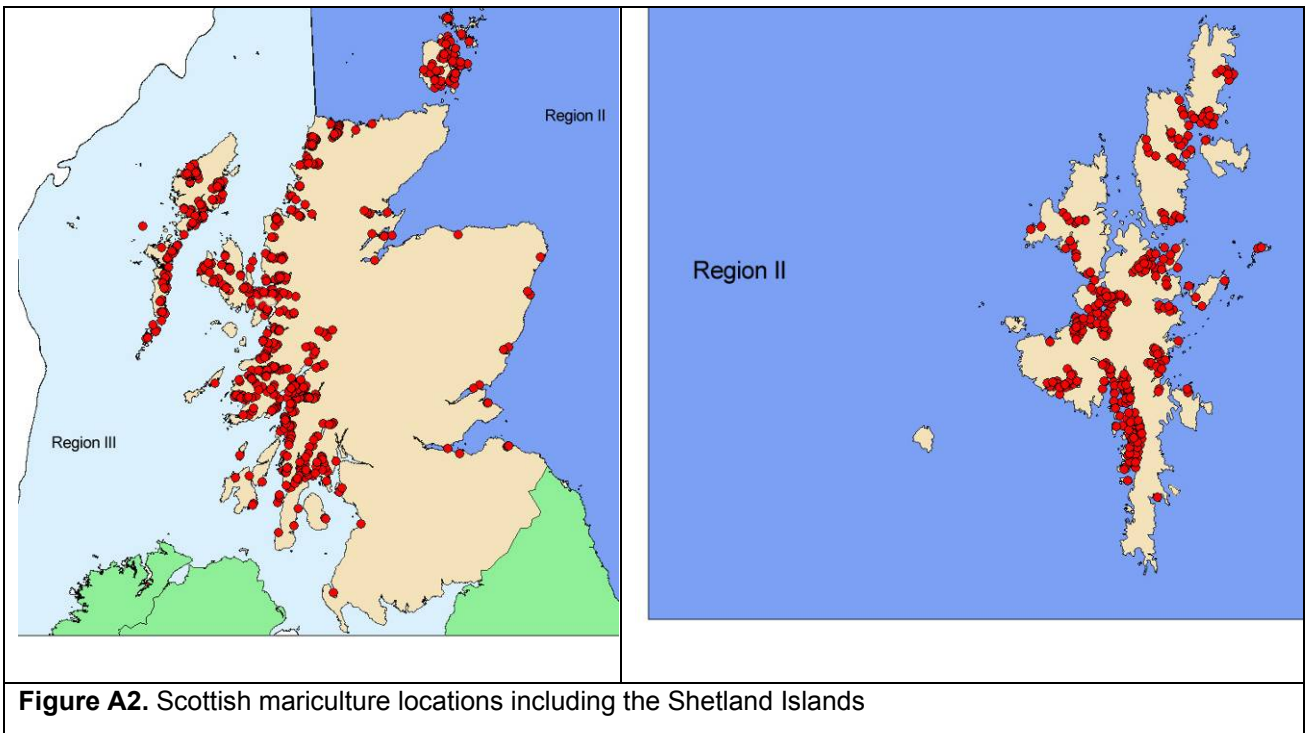 Region II
Region III
Region II
Figure A2. Scottish mariculture locations including the Shetland Islands